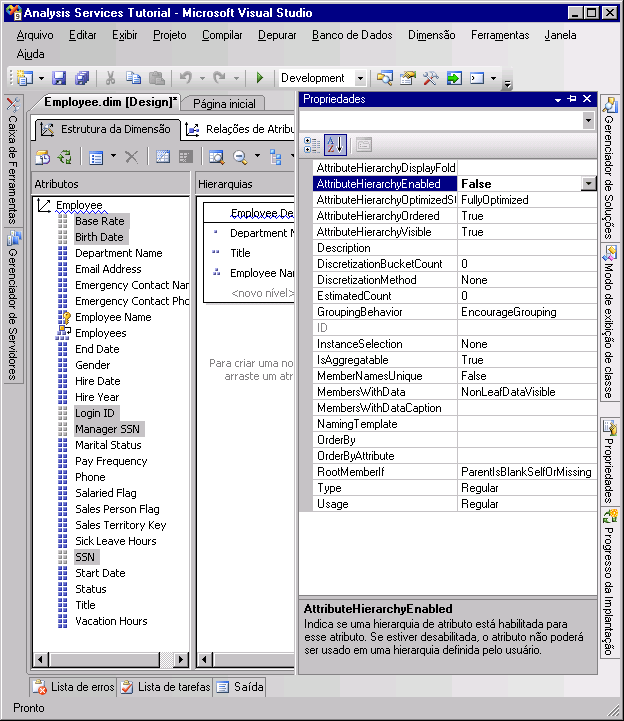 Analysis Services Tutorial - Microsoft Visual Studio
Arquivo Editar Exibir Projeto Compilar Depurar Banco de Dados Dimensão Ferramentas Janela
Ajuda
Development
Caixa de Ferramentas
Gerenciador de Servidores
Employee.dim [Design]* Página inicial
Estrutura da Dimensão Relações de Atribu
Atributos
Employee
Base Rate
Birth Date
Department Name
Email Address
Emergency Contact Nam
Emergency Contact Pho
Employee Name
Employees
End Date
Gender
Hire Date
Hire Year
Login ID
Manager SSN
Marital Status
Pay Frequency
Phone
Salaried Flag
Sales Person Flag
Sales Territory Key
Sick Leave Hours
SSN
Start Date
Status
Title
Vacation Hours
Hierarquias
Employee De
Department N
Title
Employee Nam
<novo nível>
Para criar uma no
arraste um atr
Propriedades
AttributeHierarchyDisplayFold
AttributeHierarchyEnabled False
AttributeHierarchyOptimizedSt FullyOptimized
AttributeHierarchyOrdered True
AttributeHierarchyVisible True
Description
DiscretizationBucketCount 0
DiscretizationMethod None
EstimatedCount 0
GroupingBehavior EncourageGrouping
ID
InstanceSelection None
IsAggregatable True
MemberNamesUnique False
MembersWithData NonLeafDataVisible
MembersWithDataCaption
NamingTemplate
OrderBy
OrderByAttribute
RootMemberIf ParentIsBlankSelfOrMissing
Type Regular
Usage Regular
AttributeHierarchyEnabled
Indica se uma hierarquia de atributo está habilitada para
esse atributo. Se estiver desabilitada, o atributo não poderá
ser usado em uma hierarquia definida pelo usuário.
Gerenciador de Soluções
Modo de exibição de classe
Propriedades
Progresso da Implantação
Lista de erros Lista de tarefas Saída
Pronto